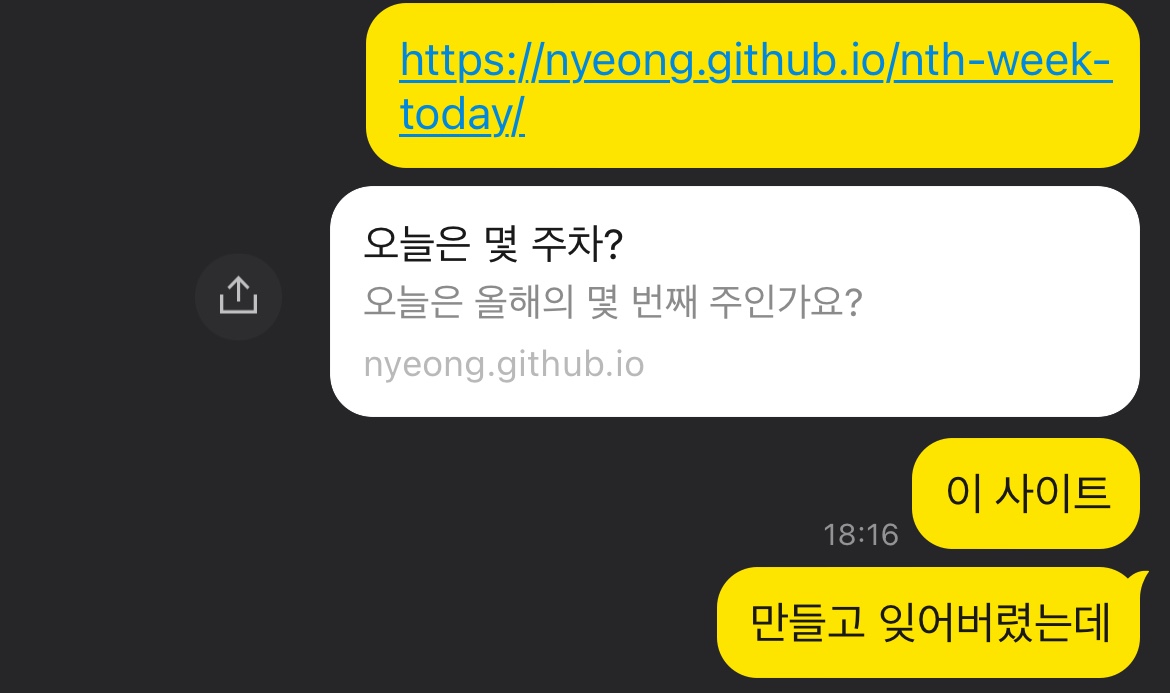 https://nyeong.github.io/nth-week-
today/
오늘은 몇 주차?
오늘은 올해의 몇 번째 주인가요?
nyeong.github.io
이 사이트
18:16
만들고 잊어버렸는데